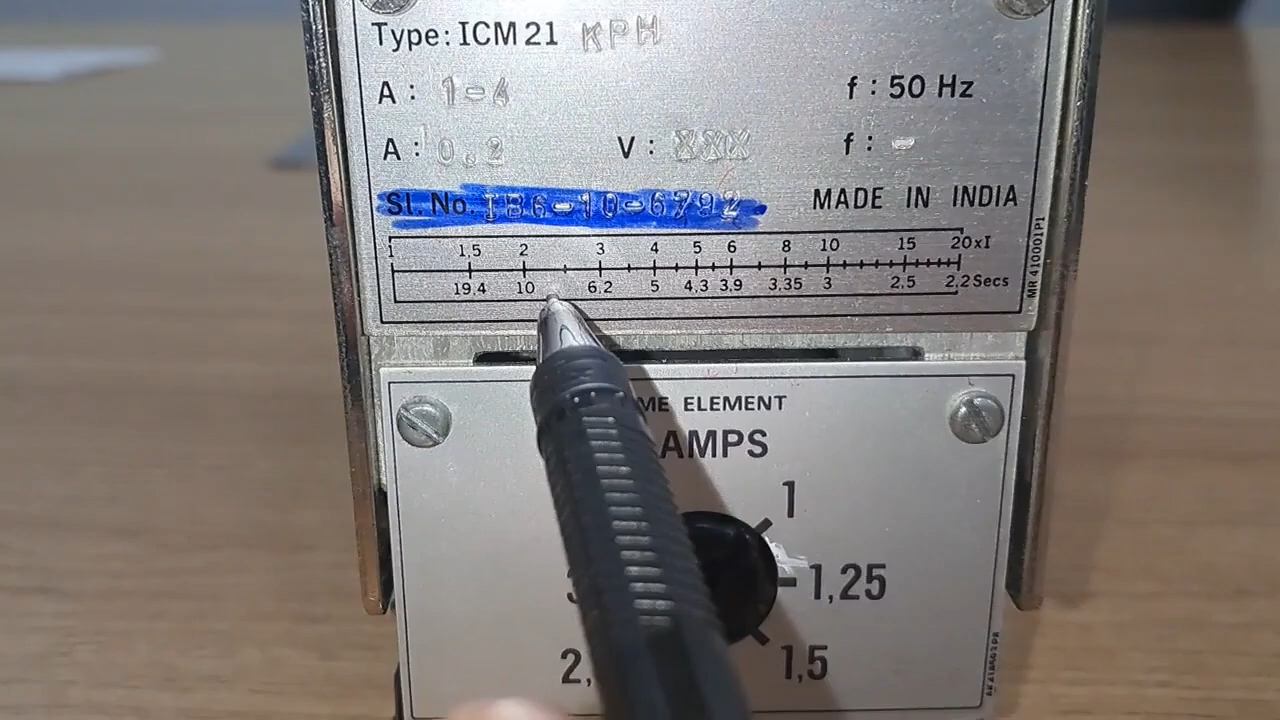 Type: ICM 21 KPH
A: 1-4 f: 50 Hz
A: 0.2 V: XXX f: -
Sl. No. IB6-10-6792 MADE IN INDIA
1 1,5 2 3 4 5 6 8 10 15 20xI
19.4 10 6.2 5 4,3 3,9 3.35 3 2,5 2,2 Secs
MR 410001P1
ME ELEMENT
AMPS
1
1,25
2, 1,5